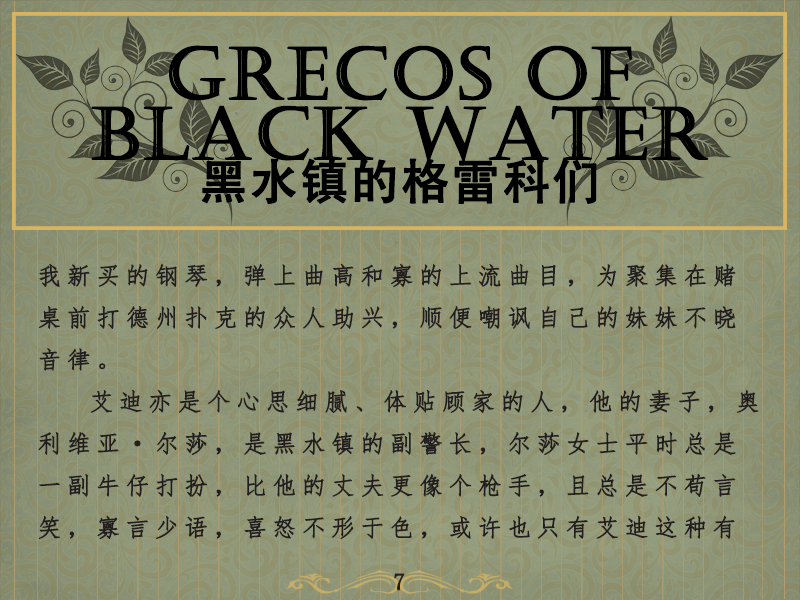 GRECOS OF
BLACK WATER
黑水镇的格雷科们
我新买的钢琴，弹上曲高和寡的上流曲目，为聚集在赌
桌前打德州扑克的众人助兴，顺便嘲讽自己的妹妹不晓
音律。
艾迪亦是个心思细腻、体贴顾家的人，他的妻子，奥
利维亚·尔莎，是黑水镇的副警长，尔莎女士平时总是
一副牛仔打扮，比他的丈夫更像个枪手，且总是不苟言
笑，寡言少语，喜怒不形于色，或许也只有艾迪这种有
7